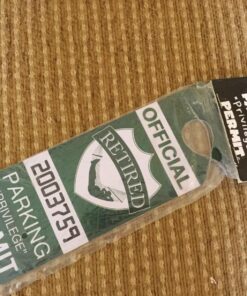 OFFICIAL
RETIRED
2003759
PARKING
"PRIVILEGE"
PERMIT